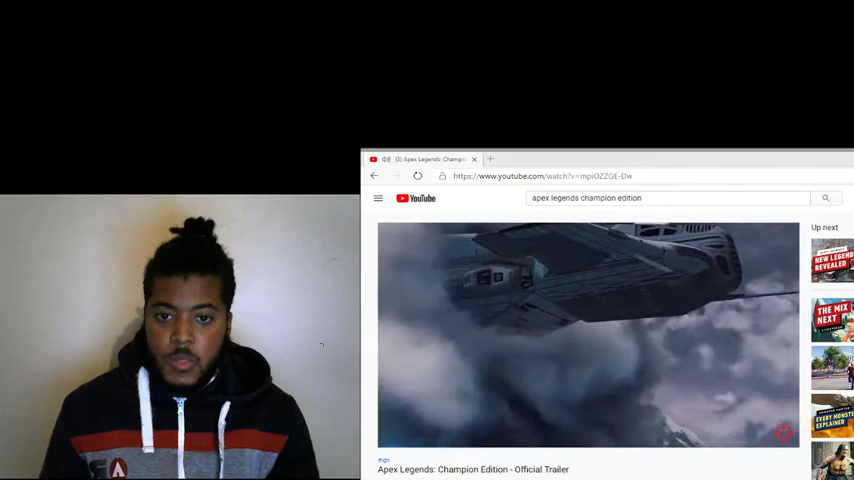 (3) Apex Legends: Champi
https://www.youtube.com/watch?v=mpiOZZGE-Dw
YouTube
apex legends champion edition
Up next
NEW LEGEND
REVEALED
THE MIX
NEXT
EVERY MONSTER
EXPLAINED
#ign
Apex Legends: Champion Edition - Official Trailer